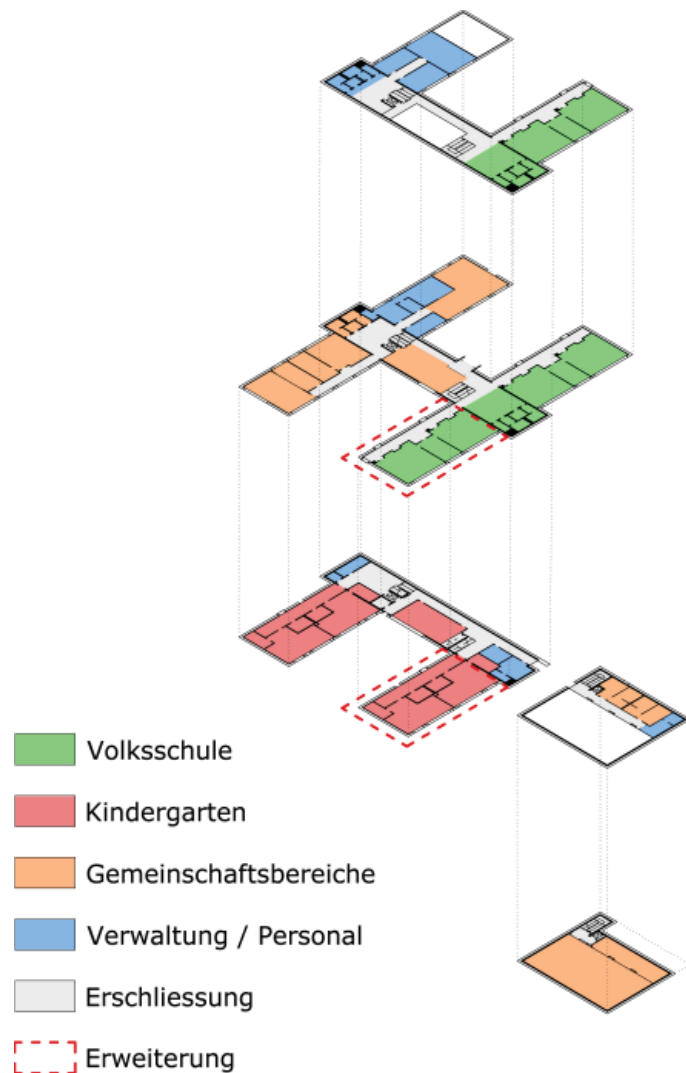 Volksschule
Kindergarten
Gemeinschaftsbereiche
Verwaltung / Personal
Erschliessung
Erweiterung